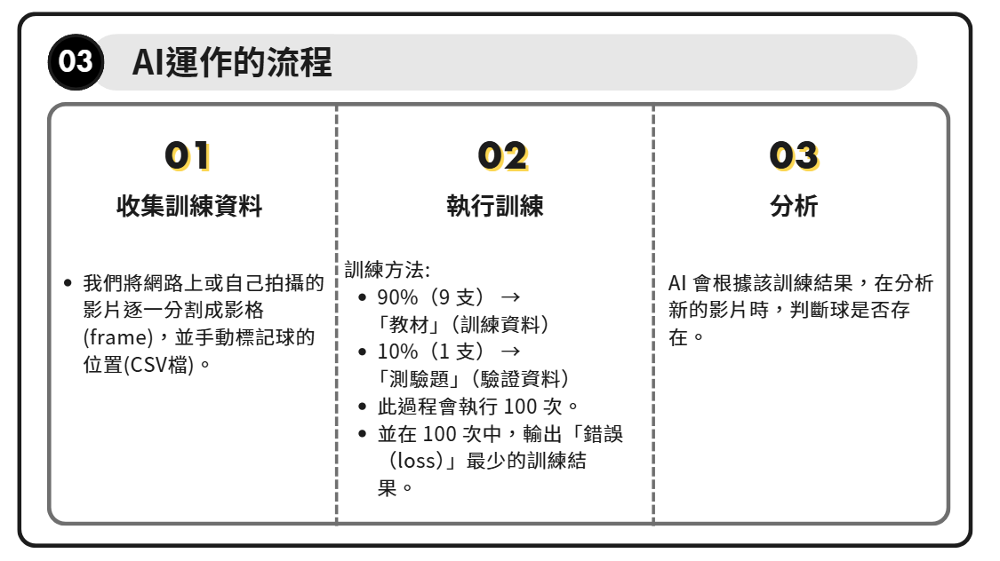 03 AI運作的流程
01
收集訓練資料
• 我們將網路上或自己拍攝的
影片逐一分割成影格
(frame)，並手動標記球的
位置(CSV檔)。
02
執行訓練
訓練方法:
• 90%（9 支） →
「教材」（訓練資料）
• 10%（1 支） →
「測驗題」（驗證資料）
• 此過程會執行 100 次。
• 並在 100 次中，輸出「錯誤
（loss）」最少的訓練結
果。
03
分析
AI 會根據該訓練結果，在分析
新的影片時，判斷球是否存
在。